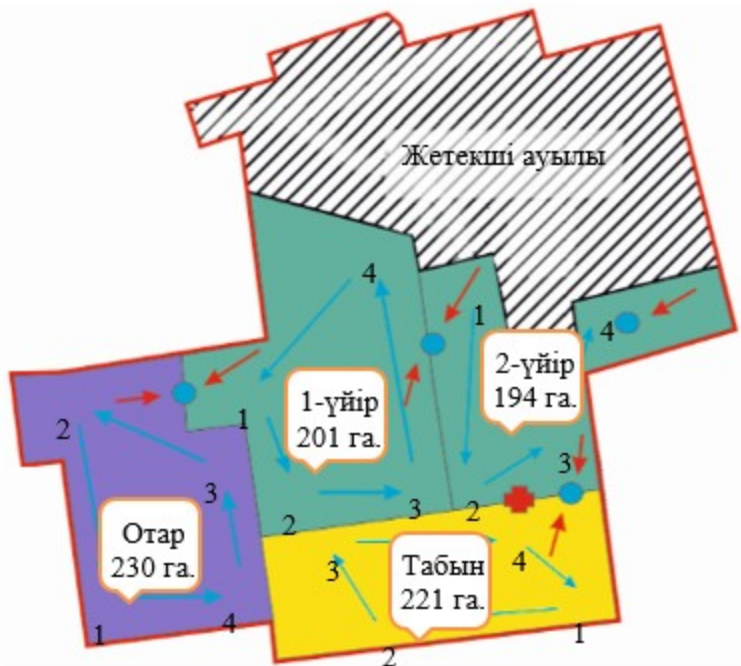 Жетекші ауылы
4
1
4
2-үйір
194 га.
1-үйір
201 га.
2
1
3
3
2
3
2
Отар
230 га.
Табын
221 га.
4
3
1
4
1
2